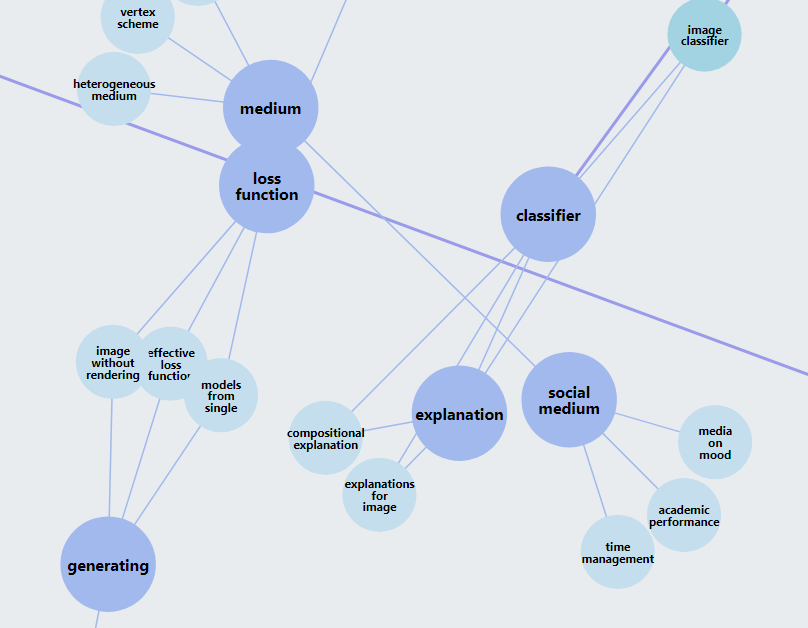 vertex
scheme
image
classifier
heterogeneous
medium
medium
loss
function
classifier
image
without
rendering
effective
loss
function
models
from
single
compositional
explanation
explanation
social
medium
explanations
for
image
media
on
mood
academic
performance
time
management
generating